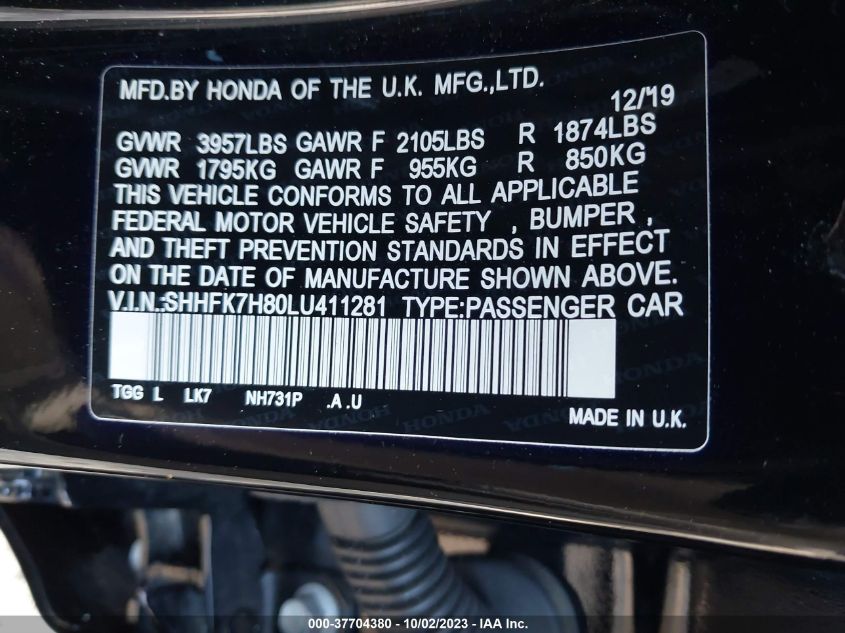 MFD.BY HONDA OF THE U.K. MFG.,LTD.
12/19
GVWR 3957LBS GAWR F 2105LBS R 1874LBS
GVWR 1795KG GAWR F 955KG R 850KG
THIS VEHICLE CONFORMS TO ALL APPLICABLE
FEDERAL MOTOR VEHICLE SAFETY , BUMPER ,
AND THEFT PREVENTION STANDARDS IN EFFECT
ON THE DATE OF MANUFACTURE SHOWN ABOVE.
V.I.N.:SHHFK7H80LU411281 TYPE:PASSENGER CAR
TGG L LK7 NH731P .A .U
MADE IN U.K.
000-37704380 - 10/02/2023 - IAA Inc.